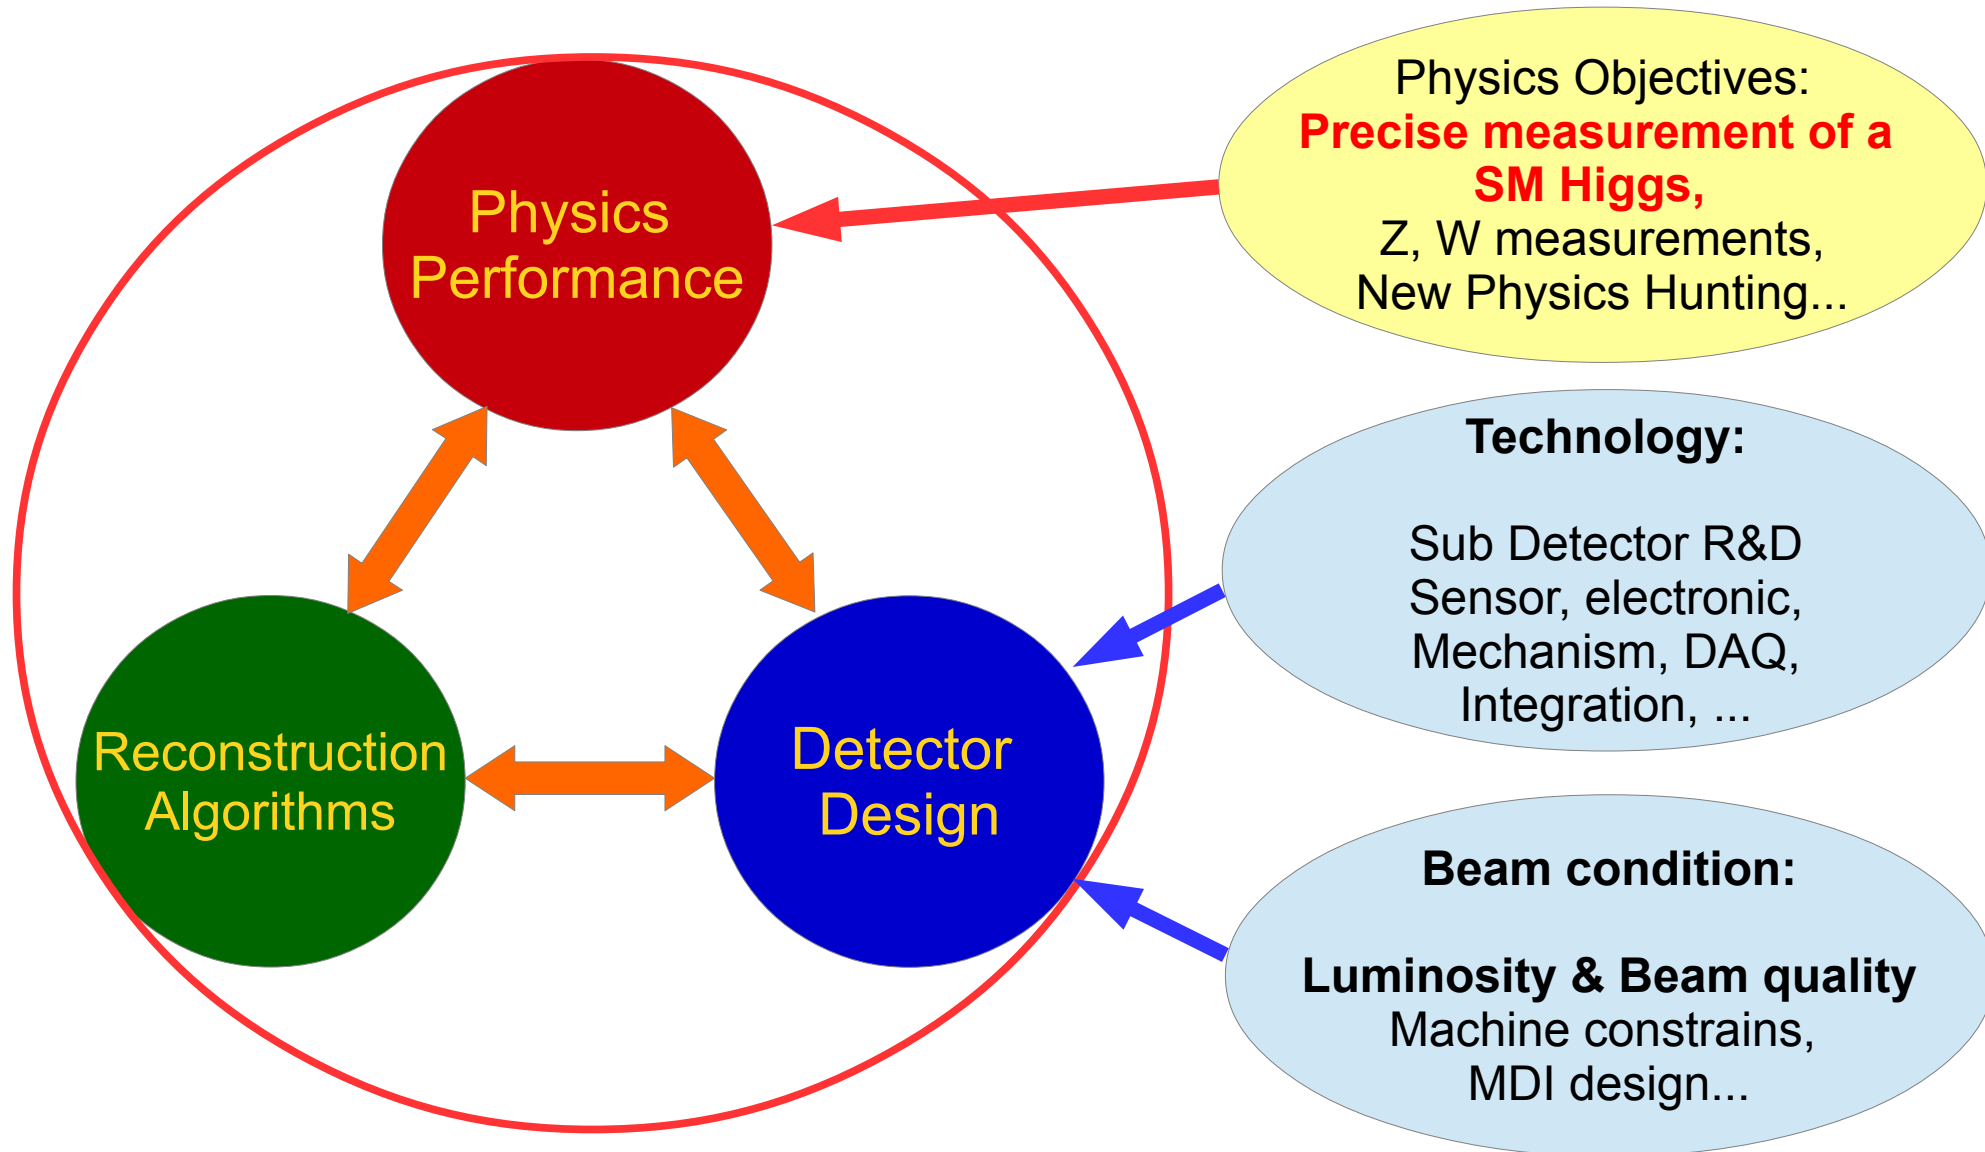 Physics
Performance
Reconstruction
Algorithms
Detector
Design
Physics Objectives:
Precise measurement of a
SM Higgs,
Z, W measurements,
New Physics Hunting...
Technology:
Sub Detector R&D
Sensor, electronic,
Mechanism, DAQ,
Integration, ...
Beam condition:
Luminosity & Beam quality
Machine constrains,
MDI design...